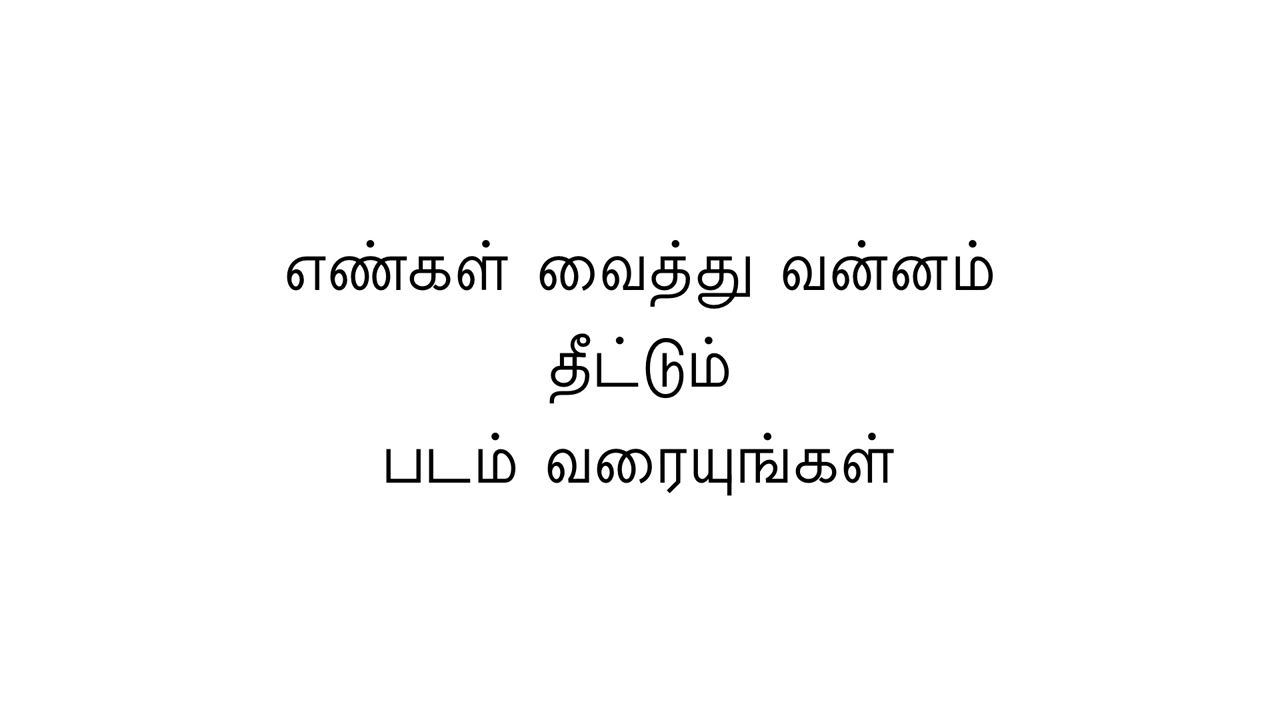 எண்கள் வைத்து வன்னம்
தீட்டும்
படம் வரையுங்கள்